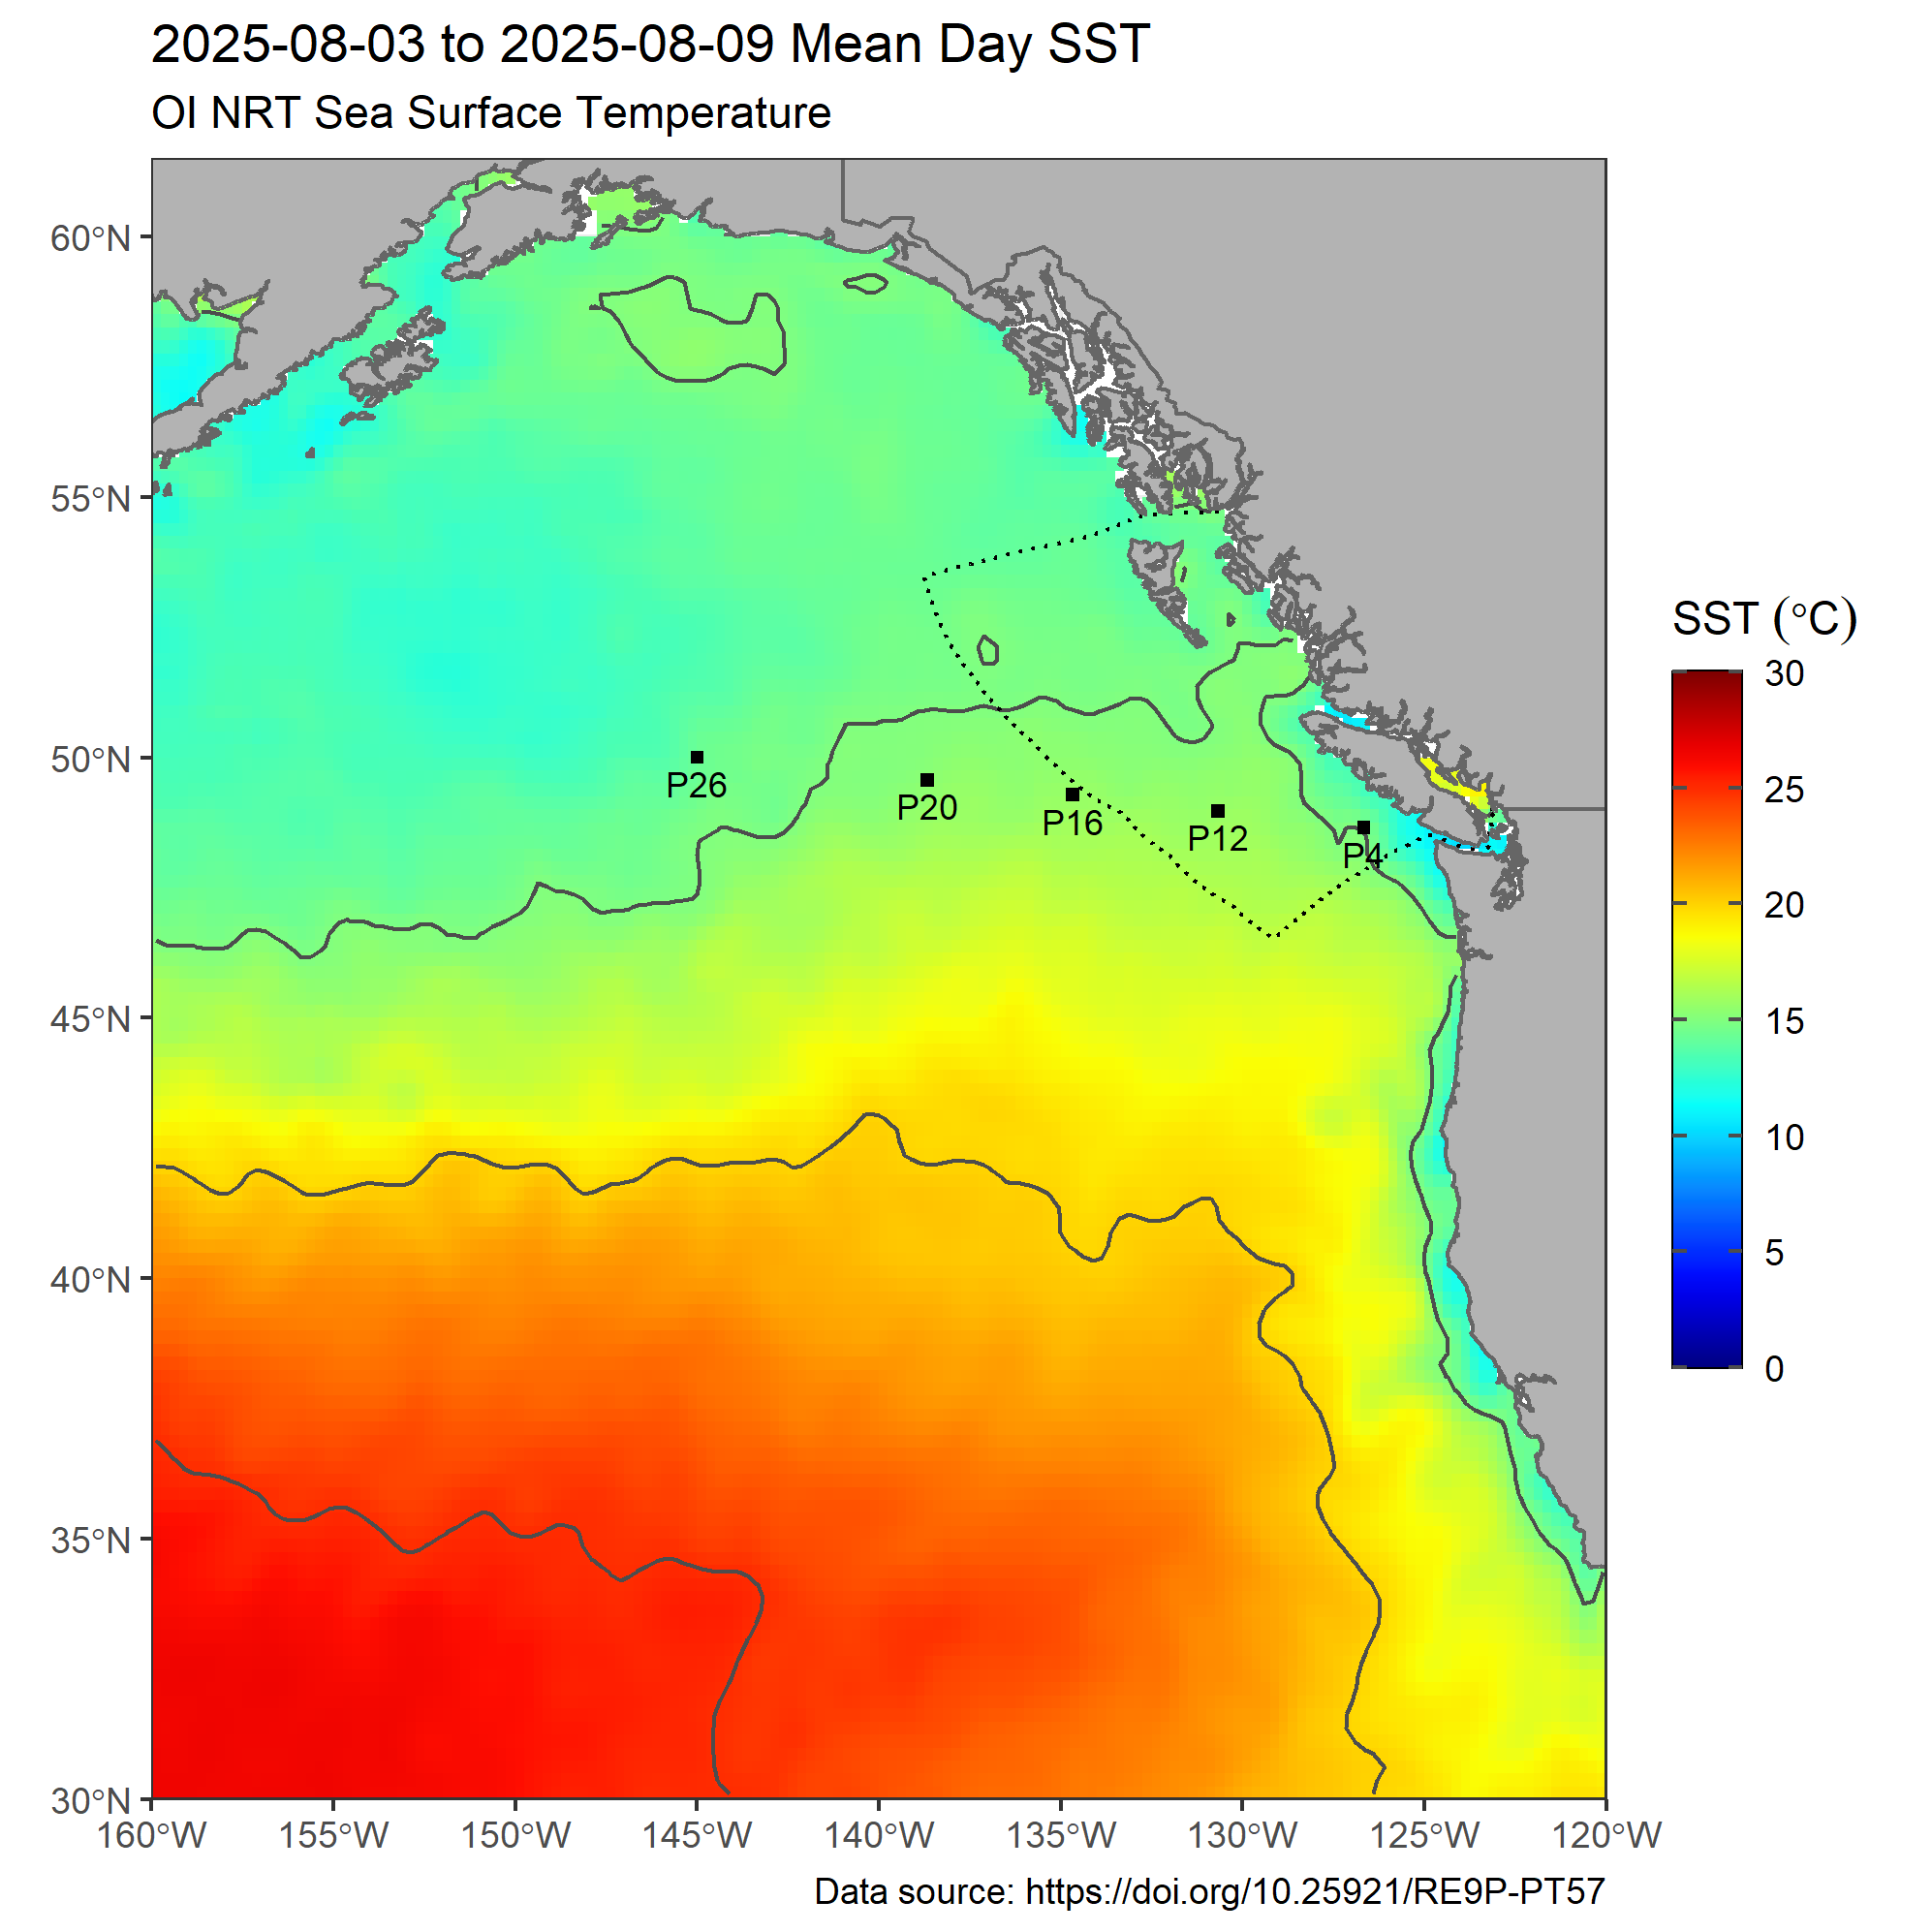 2025-08-03 to 2025-08-09 Mean Day SST
OI NRT Sea Surface Temperature
60°N
55°N
50°N
45°N
40°N
35°N
30°N
160°W 155°W 150°W 145°W 140°W 135°W 130°W 125°W 120°W
P26
P20
P16
P12
P4
SST (°C)
30
25
20
15
10
5
0
Data source: https://doi.org/10.25921/RE9P-PT57